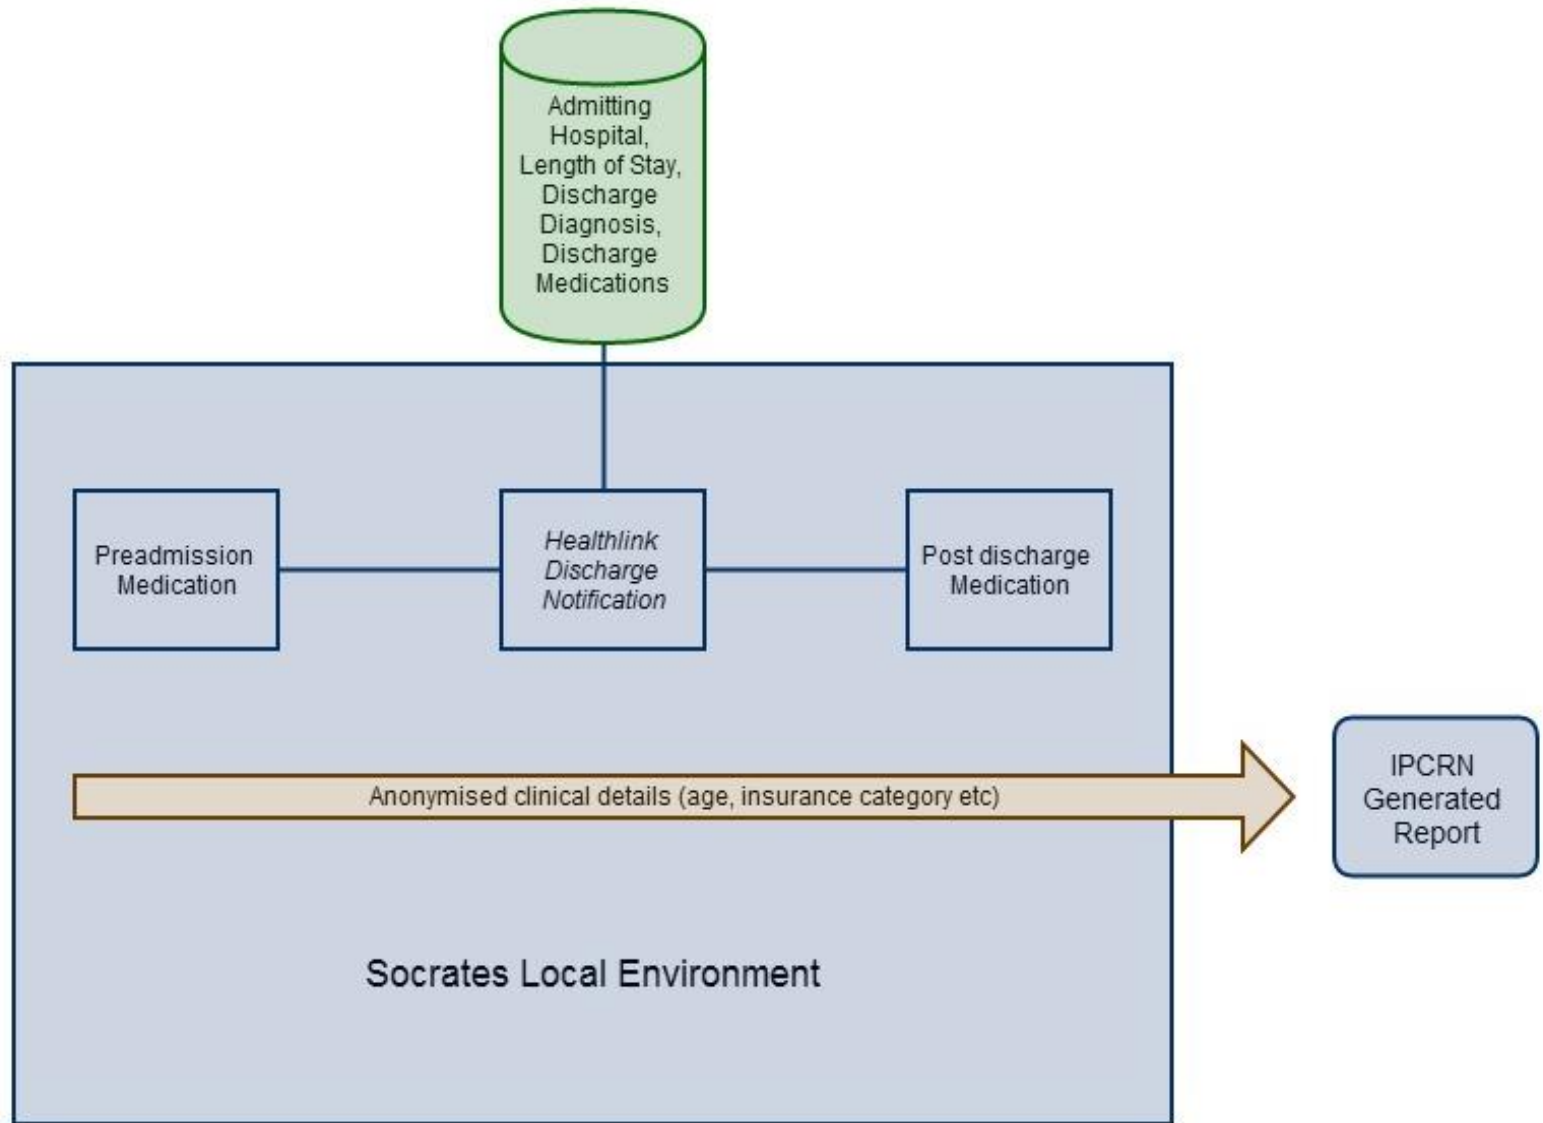 Admitting
Hospital,
Length of Stay,
Discharge
Diagnosis,
Discharge
Medications
Preadmission
Medication
Healthlink
Discharge
Notification
Post discharge
Medication
Anonymised clinical details (age, insurance category etc)
IPCRN
Generated
Report
Socrates Local Environment